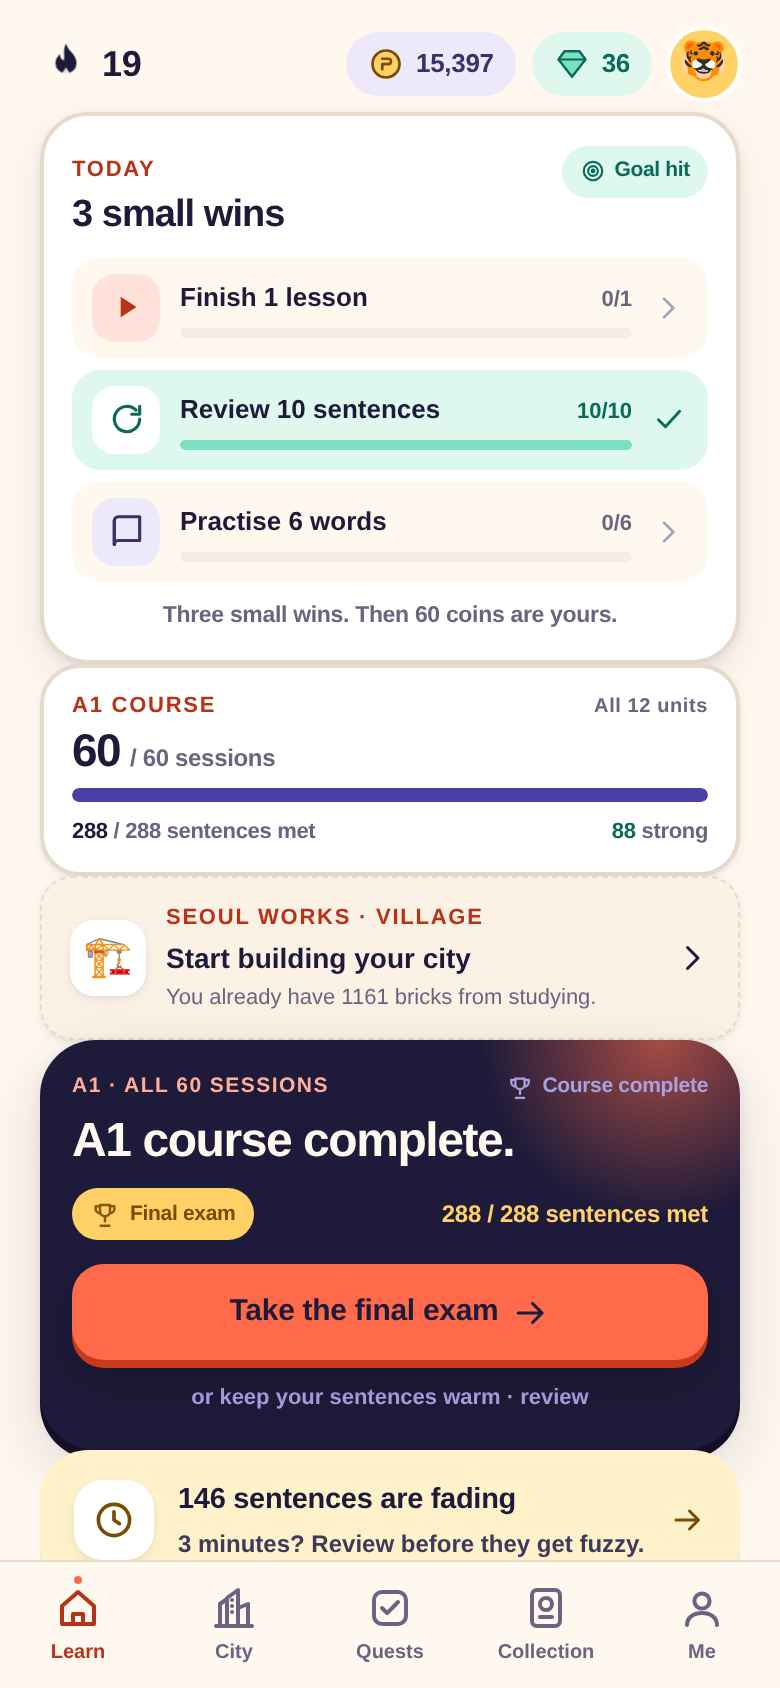 19
15,397
36
TODAY
Goal hit
3 small wins
Finish 1 lesson
0/1
Review 10 sentences
10/10
Practise 6 words
0/6
Three small wins. Then 60 coins are yours.
A1 COURSE
All 12 units
60 / 60 sessions
288 / 288 sentences met
88 strong
SEOUL WORKS · VILLAGE
Start building your city
You already have 1161 bricks from studying.
A1 · ALL 60 SESSIONS
Course complete
A1 course complete.
Final exam
288 / 288 sentences met
Take the final exam
or keep your sentences warm · review
146 sentences are fading
3 minutes? Review before they get fuzzy.
Learn
City
Quests
Collection
Me